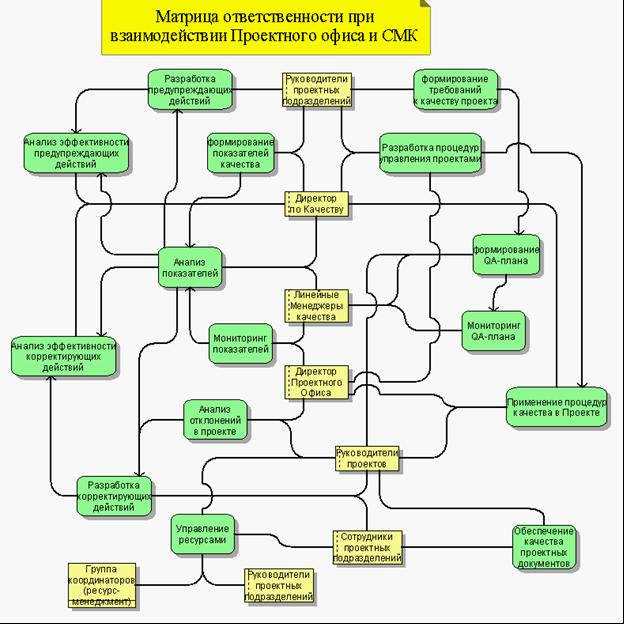 Матрица ответственности при
взаимодействии Проектного офиса и СМК
Разработка
предупреждающих
действий
Руководители
проектных
подразделений
формирование
требований
к качеству проекта
Анализ эффективности
предупреждающих
действий
формирование
показателей
качества
Разработка процедур
управления проектами
Директор
по Качеству
Анализ
показателей
формирование
QA-плана
Линейные
Менеджеры
качества
Мониторинг
показателей
Мониторинг
QA-плана
Анализ эффективности
корректирующих
действий
Директор
Проектного
Офиса
Применение процедур
качества в Проекте
Анализ
отклонений
в проекте
Руководители
проектов
Разработка
корректирующих
действий
Управление
ресурсами
Сотрудники
проектных
подразделений
Обеспечение
качества
проектных
документов
Группа
координаторов
(ресурс-
менеджмент)
Руководители
проектных
подразделений